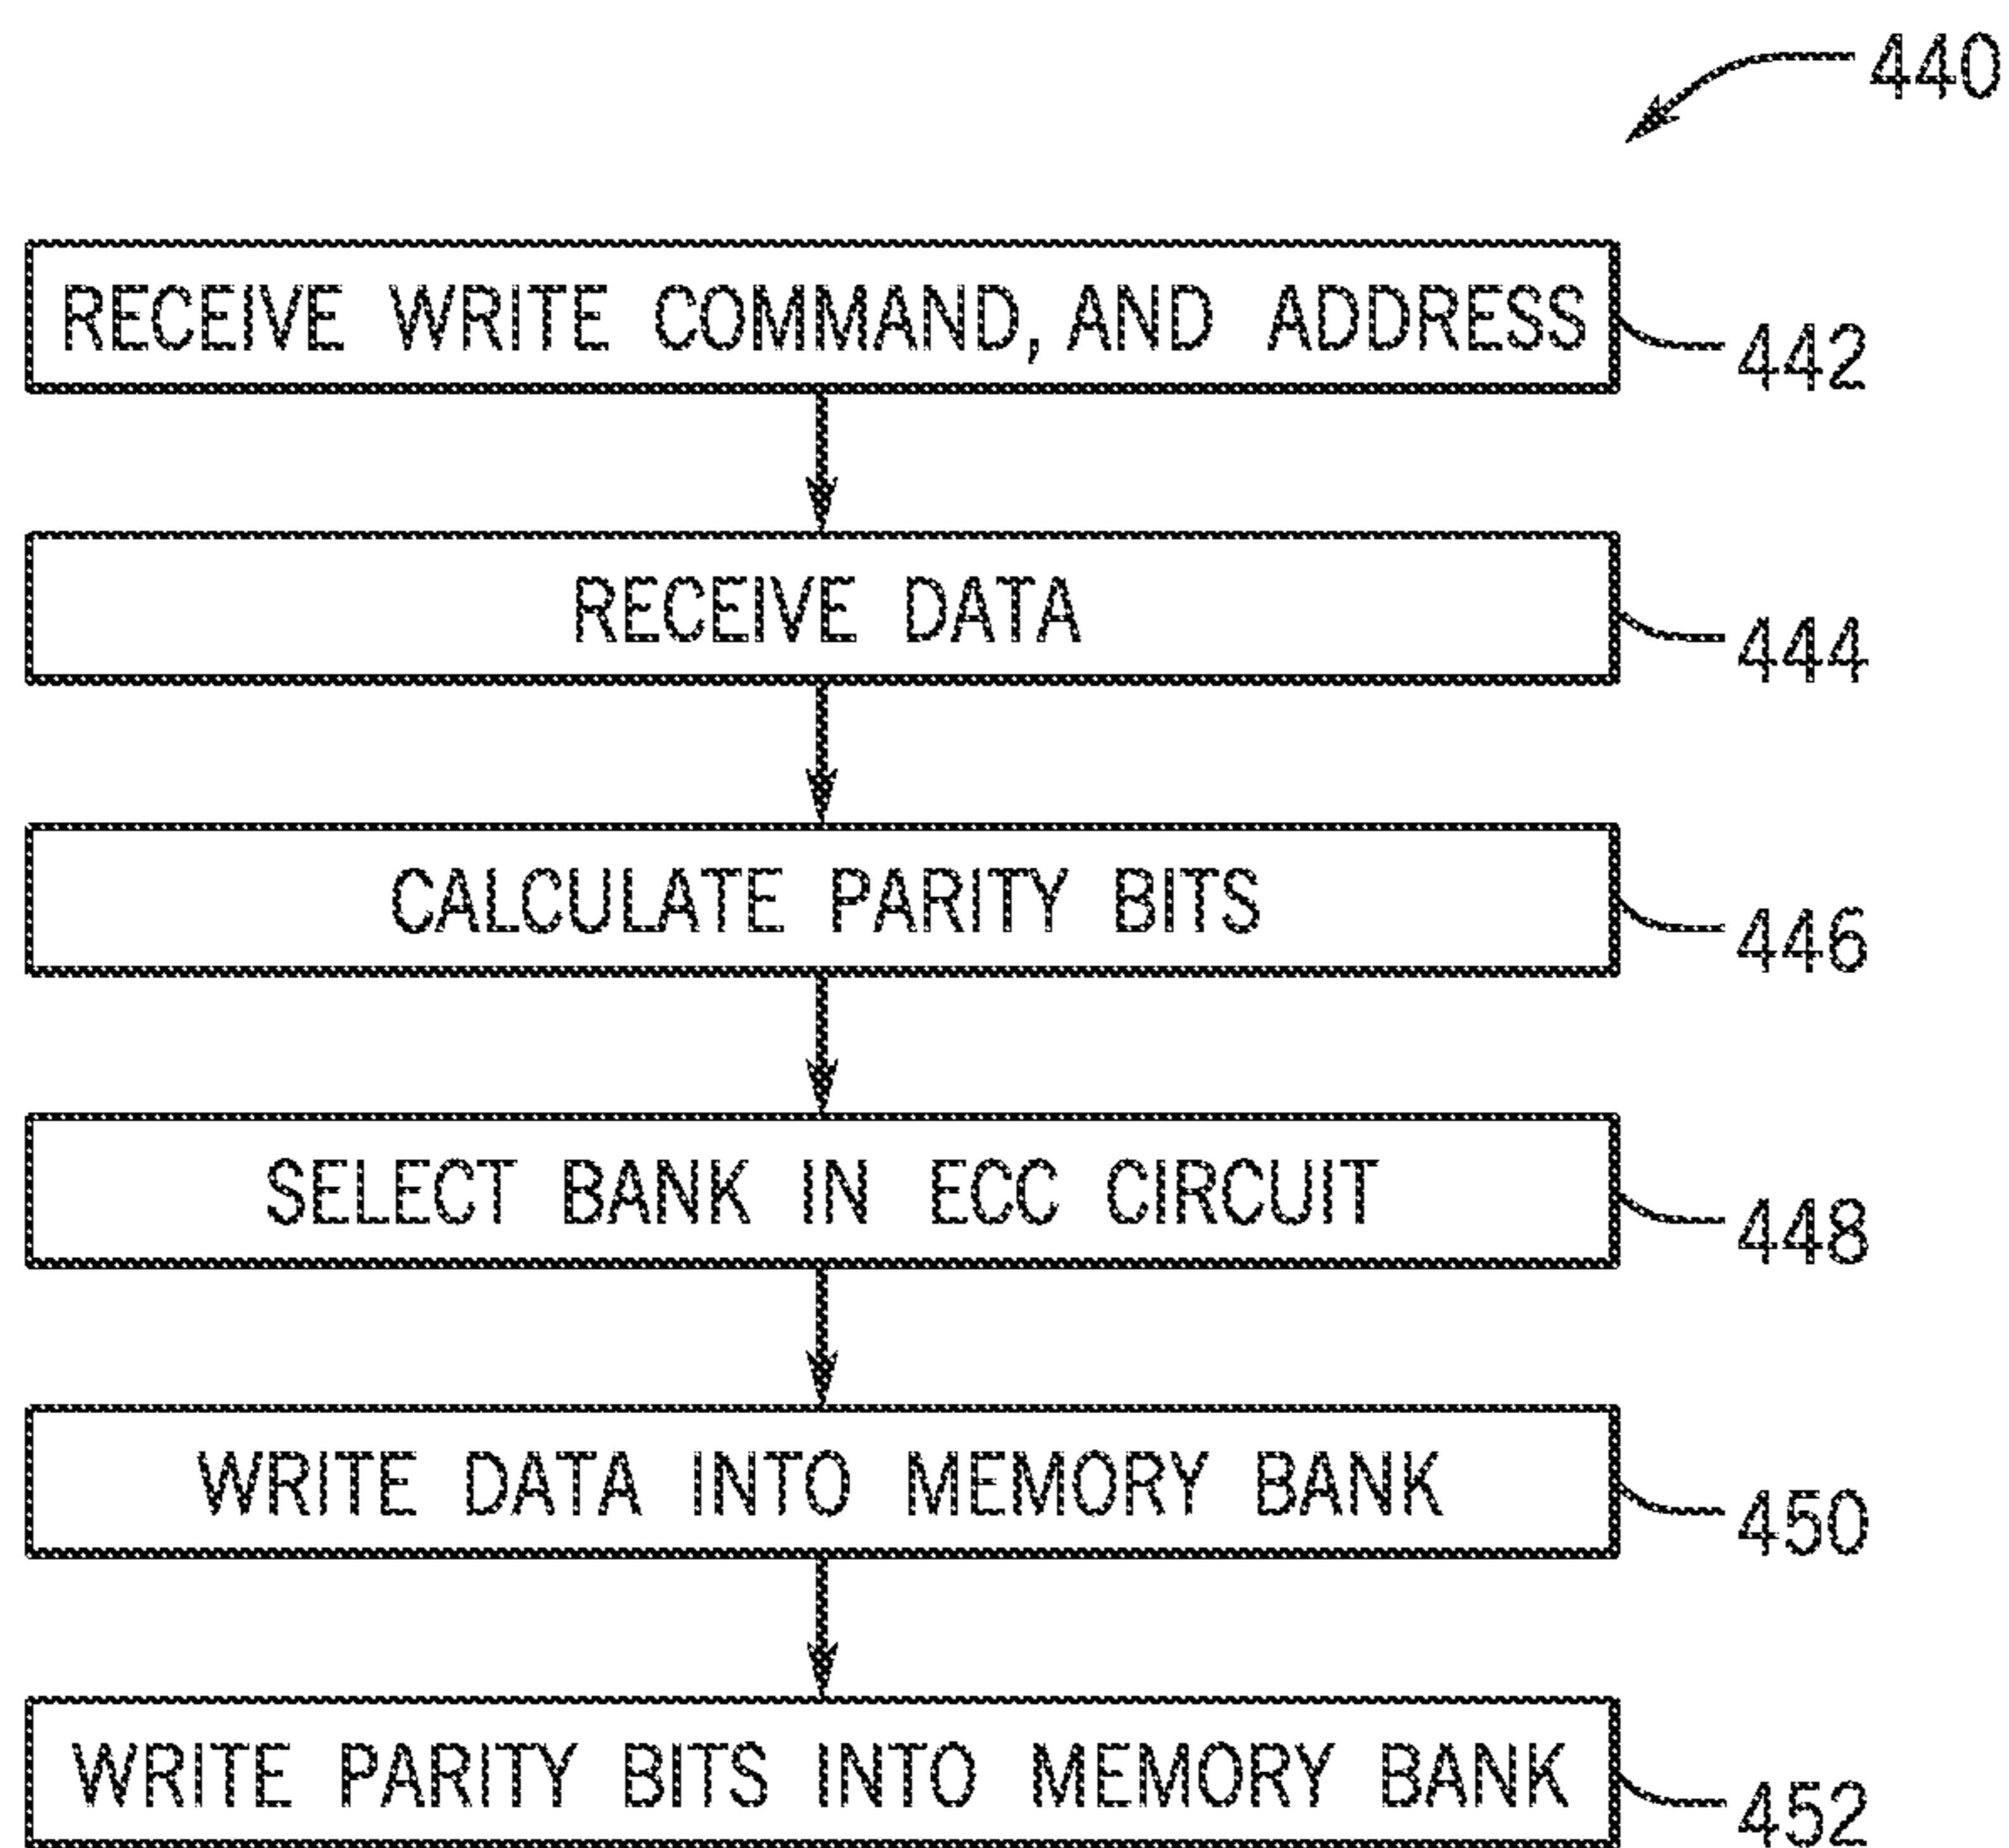 440
RECEIVE WRITE COMMAND, AND ADDRESS
442
RECEIVE DATA
444
CALCULATE PARITY BITS
446
SELECT BANK IN ECC CIRCUIT
448
WRITE DATA INTO MEMORY BANK
450
WRITE PARITY BITS INTO MEMORY BANK
452